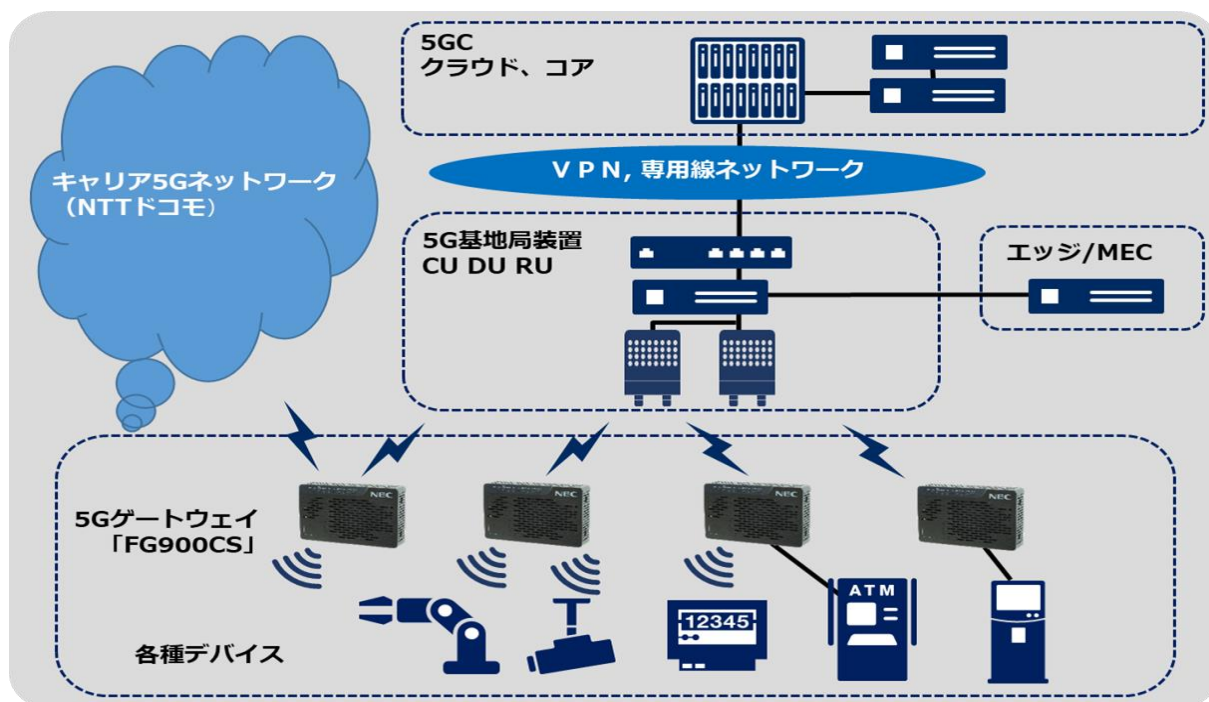 5GC
クラウド、コア
VPN, 専用線ネットワーク
キャリア5Gネットワーク
（NTTドコモ）
5G基地局装置
CU DU RU
エッジ/MEC
5Gゲートウェイ
「FG900CS」
NEC
NEC
NEC
NEC
12345
ATM
各種デバイス